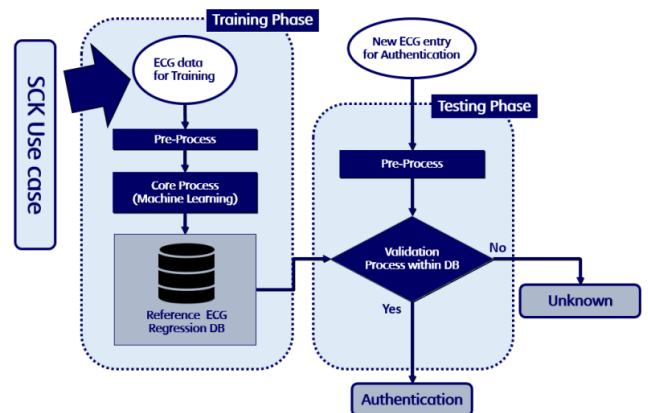 SCK Use case
Training Phase
ECG data
for Training
Pre-Process
Core Process
(Machine Learning)
Reference ECG
Regression DB
New ECG entry
for Authentication
Testing Phase
Pre-Process
Validation
Process within DB
No
Yes
Unknown
Authentication